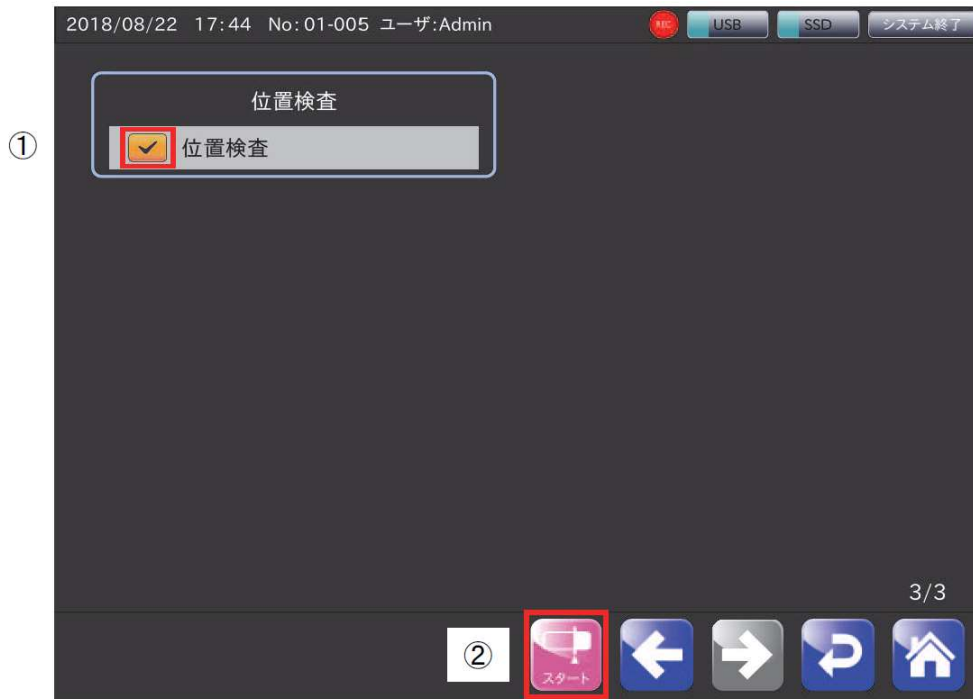 2018/08/22 17:44 No:01-005 ユーザ:Admin REC USB SSD システム終了
位置検査
① 位置検査
3/3
② スタート